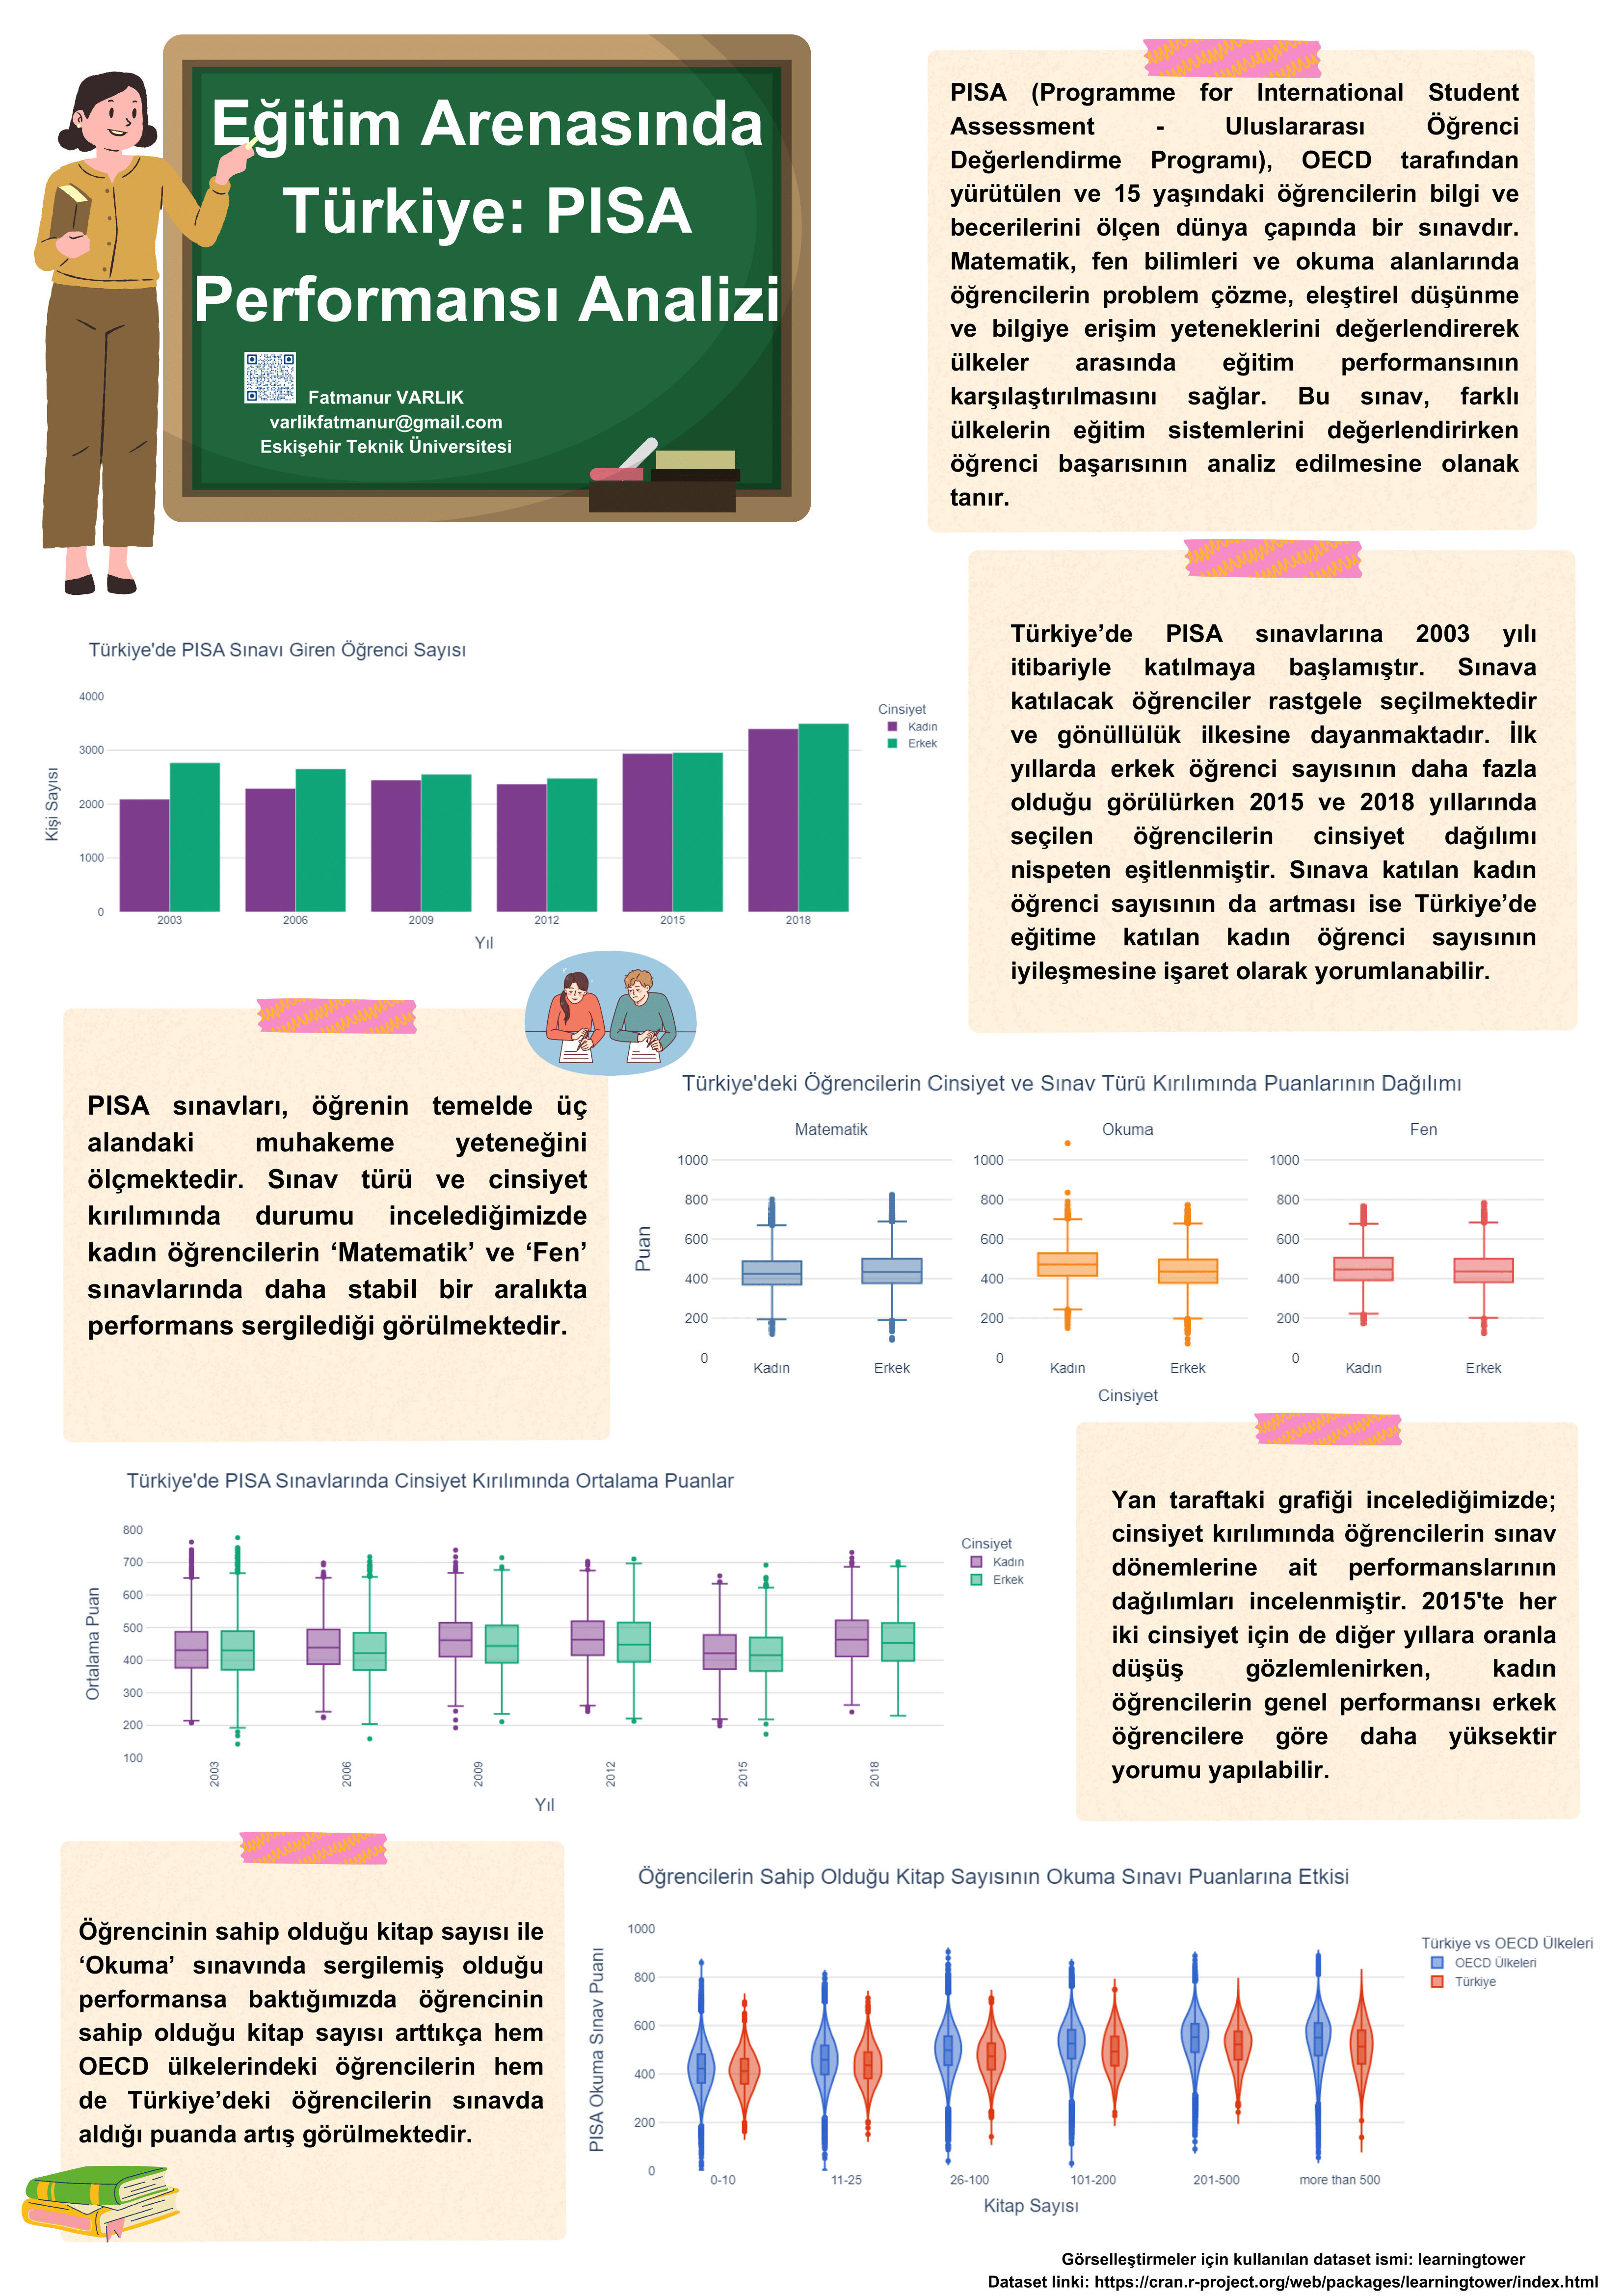 Eğitim Arenasında
Türkiye: PISA
Performansı Analizi
Fatmanur VARLIK
varlikfatmanur@gmail.com
Eskişehir Teknik Üniversitesi
PISA (Programme for International Student
Assessment - Uluslararası Öğrenci
Değerlendirme Programı), OECD tarafından
yürütülen ve 15 yaşındaki öğrencilerin bilgi ve
becerilerini ölçen dünya çapında bir sınavdır.
Matematik, fen bilimleri ve okuma alanlarında
öğrencilerin problem çözme, eleştirel düşünme
ve bilgiye erişim yeteneklerini değerlendirerek
ülkeler arasında eğitim performansının
karşılaştırılmasını sağlar. Bu sınav, farklı
ülkelerin eğitim sistemlerini değerlendirirken
öğrenci başarısının analiz edilmesine olanak
tanır.
Türkiye'de PISA Sınavı Giren Öğrenci Sayısı
4000
3000
2000
1000
0
Kişi Sayısı
2003 2006 2009 2012 2015 2018
Yıl
Cinsiyet
Kadın
Erkek
Türkiye’de PISA sınavlarına 2003 yılı
itibariyle katılmaya başlamıştır. Sınava
katılacak öğrenciler rastgele seçilmektedir
ve gönüllülük ilkesine dayanmaktadır. İlk
yıllarda erkek öğrenci sayısının daha fazla
olduğu görülürken 2015 ve 2018 yıllarında
seçilen öğrencilerin cinsiyet dağılımı
nispeten eşitlenmiştir. Sınava katılan kadın
öğrenci sayısının da artması ise Türkiye’de
eğitime katılan kadın öğrenci sayısının
iyileşmesine işaret olarak yorumlanabilir.
PISA sınavları, öğrenin temelde üç
alandaki muhakeme yeteneğini
ölçmektedir. Sınav türü ve cinsiyet
kırılımında durumu incelediğimizde
kadın öğrencilerin ‘Matematik’ ve ‘Fen’
sınavlarında daha stabil bir aralıkta
performans sergilediği görülmektedir.
Türkiye'deki Öğrencilerin Cinsiyet ve Sınav Türü Kırılımında Puanlarının Dağılımı
Matematik Okuma Fen
1000 1000 1000
800 800 800
600 600 600
400 400 400
200 200 200
0 0 0
Puan
Kadın Erkek Kadın Erkek Kadın Erkek
Cinsiyet
Türkiye'de PISA Sınavlarında Cinsiyet Kırılımında Ortalama Puanlar
800
700
600
500
400
300
200
100
Ortalama Puan
2003 2006 2009 2012 2015 2018
Yıl
Cinsiyet
Kadın
Erkek
Yan taraftaki grafiği incelediğimizde;
cinsiyet kırılımında öğrencilerin sınav
dönemlerine ait performanslarının
dağılımları incenmiştir. 2015'te her
iki cinsiyet için de diğer yıllara oranla
düşüş gözlemlenirken, kadın
öğrencilerin genel performansı erkek
öğrencilere göre daha yüksektir
yorumu yapılabilir.
Öğrencinin sahip olduğu kitap sayısı ile
‘Okuma’ sınavında sergilemiş olduğu
performansa baktığımızda öğrencinin
sahip olduğu kitap sayısı arttıkça hem
OECD ülkelerindeki öğrencilerin hem
de Türkiye’deki öğrencilerin sınavda
aldığı puanda artış görülmektedir.
Öğrencilerin Sahip Olduğu Kitap Sayısının Okuma Sınavı Puanlarına Etkisi
1000
800
600
400
200
0
PISA Okuma Sınav Puanı
0-10 11-25 26-100 101-200 201-500 more than 500
Kitap Sayısı
Türkiye vs OECD Ülkeleri
OECD Ülkeleri
Türkiye
Görselleştirmeler için kullanılan dataset ismi: learningtower
Dataset linki: https://cran.r-project.org/web/packages/learningtower/index.html